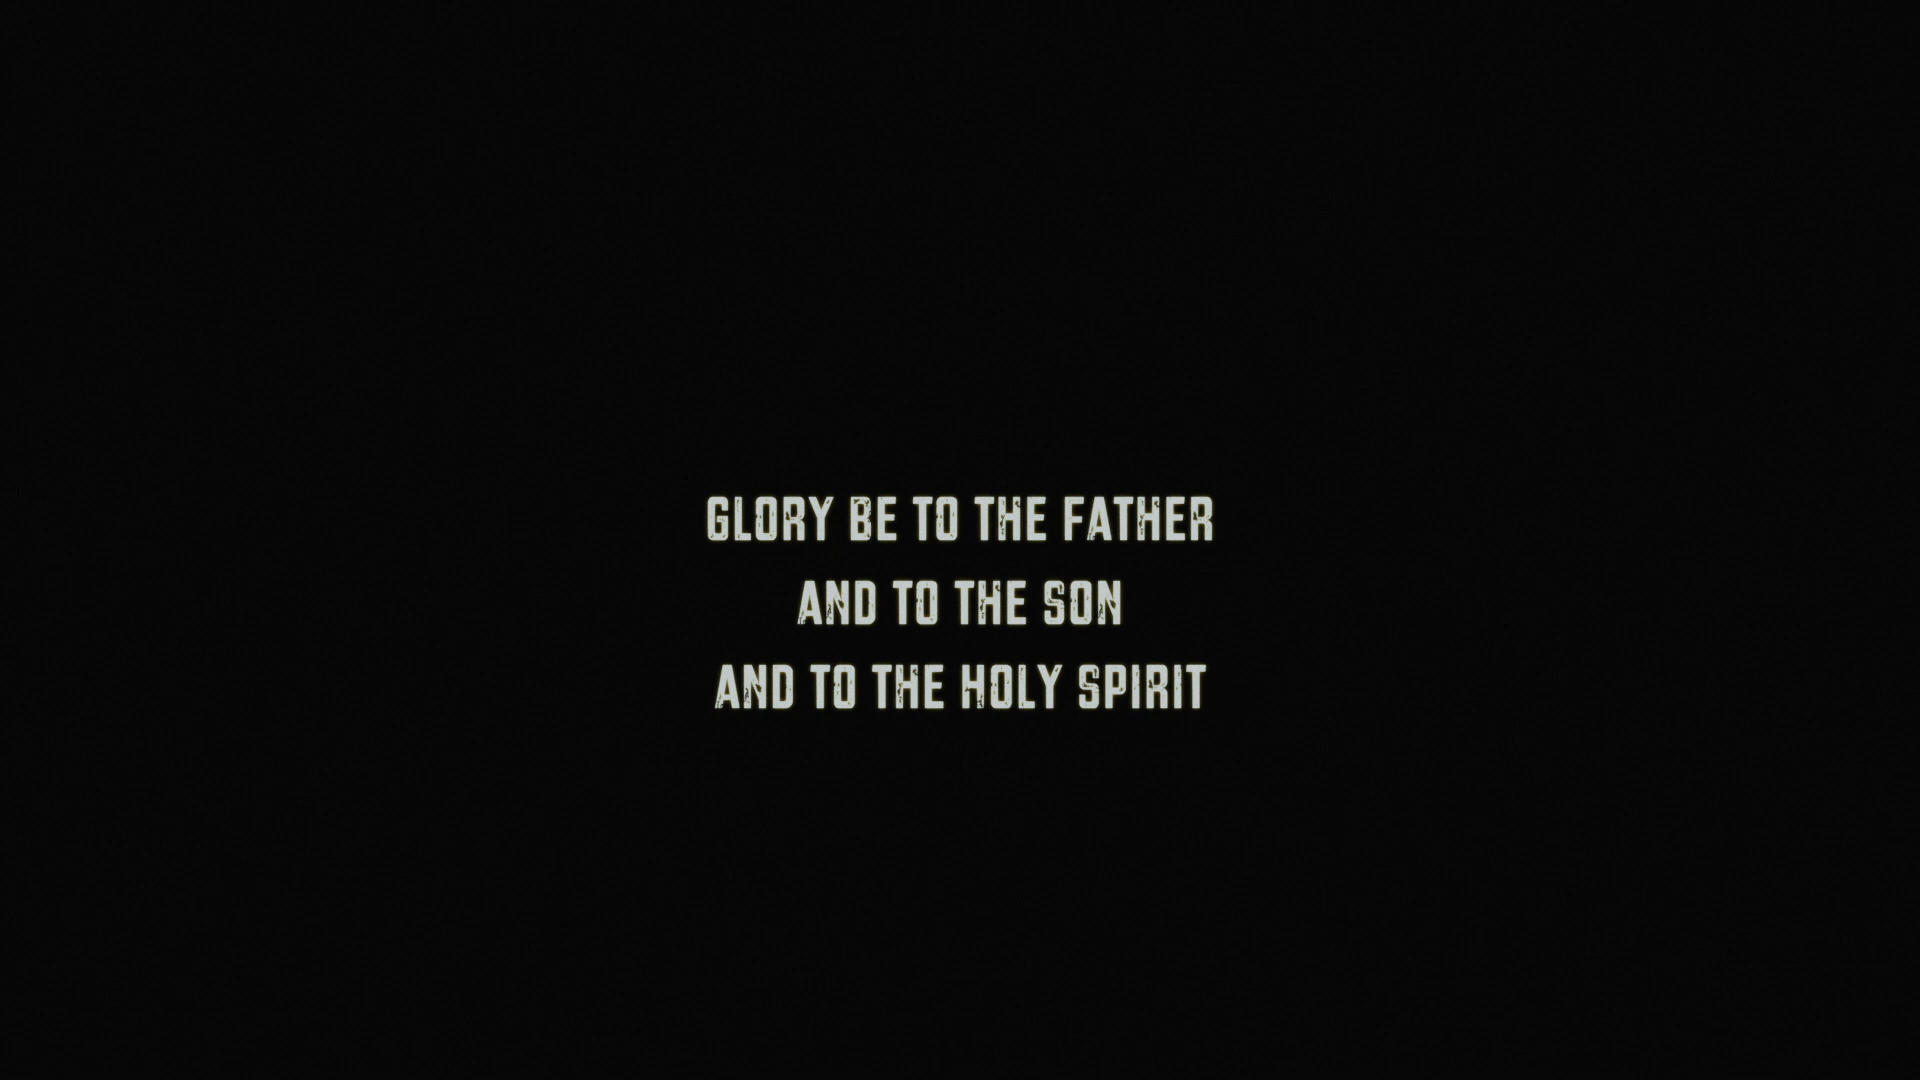 GLORY BE TO THE FATHER
AND TO THE SON
AND TO THE HOLY SPIRIT